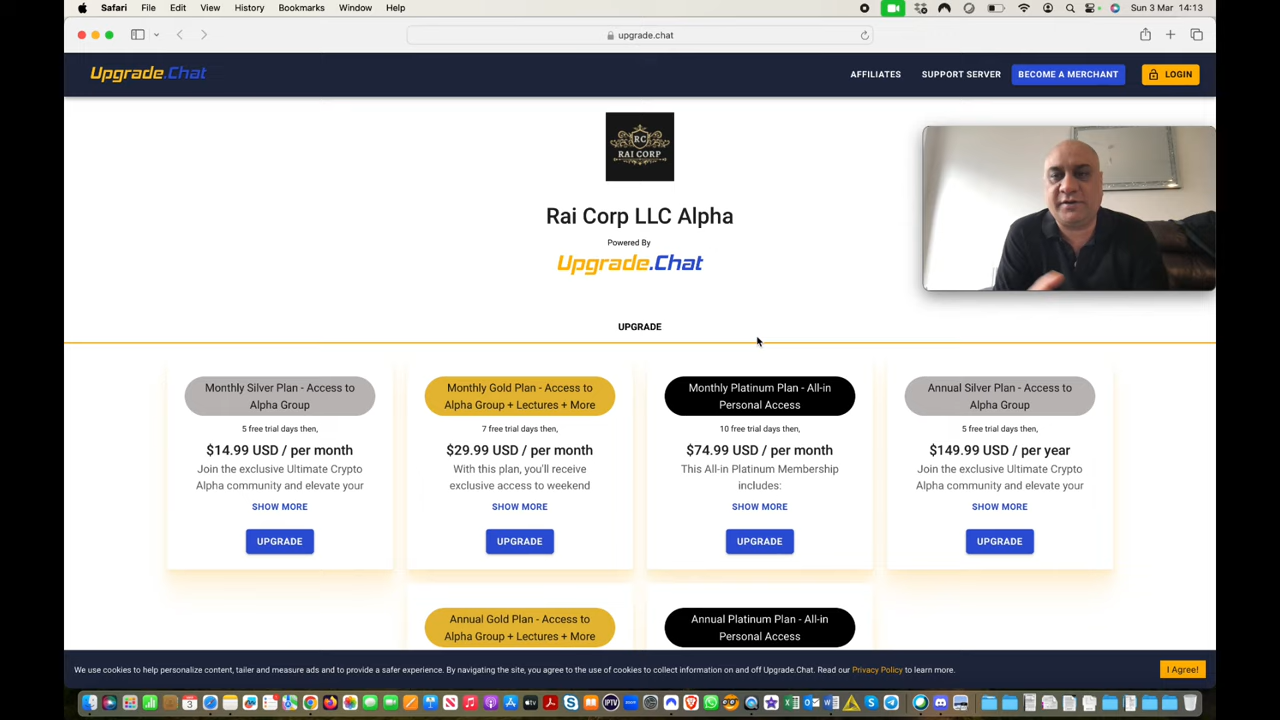 Safari File Edit View History Bookmarks Window Help
Sun 3 Mar 14:13
upgrade.chat
Upgrade.Chat
AFFILIATES SUPPORT SERVER BECOME A MERCHANT LOGIN
RC
RAI CORP
Rai Corp LLC Alpha
Powered By
Upgrade.Chat
UPGRADE
Monthly Silver Plan - Access to
Alpha Group
5 free trial days then,
$14.99 USD / per month
Join the exclusive Ultimate Crypto
Alpha community and elevate your
SHOW MORE
UPGRADE
Monthly Gold Plan - Access to
Alpha Group + Lectures + More
7 free trial days then,
$29.99 USD / per month
With this plan, you'll receive
exclusive access to weekend
SHOW MORE
UPGRADE
Monthly Platinum Plan - All-in
Personal Access
10 free trial days then,
$74.99 USD / per month
This All-in Platinum Membership
includes:
SHOW MORE
UPGRADE
Annual Silver Plan - Access to
Alpha Group
5 free trial days then,
$149.99 USD / per year
Join the exclusive Ultimate Crypto
Alpha community and elevate your
SHOW MORE
UPGRADE
Annual Gold Plan - Access to
Alpha Group + Lectures + More
Annual Platinum Plan - All-in
Personal Access
We use cookies to help personalize content, tailer and measure ads and to provide a safer experience. By navigating the site, you agree to the use of cookies to collect information on and off Upgrade.Chat. Read our Privacy Policy to learn more.
I Agree!
IPTV